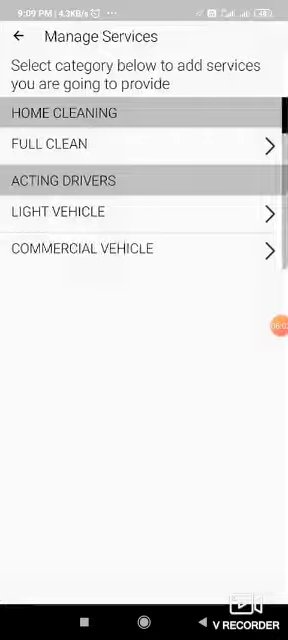 9:09 PM | 4.3KB/s
Manage Services
Select category below to add services
you are going to provide
HOME CLEANING
FULL CLEAN
ACTING DRIVERS
LIGHT VEHICLE
COMMERCIAL VEHICLE
V RECORDER